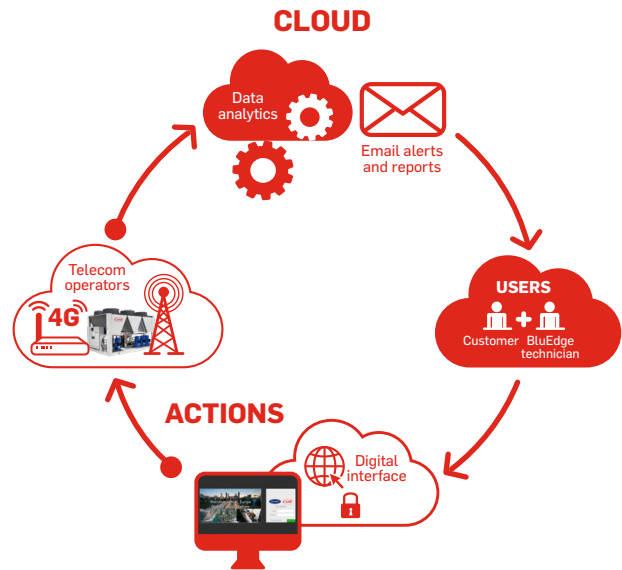 CLOUD
Data
analytics
Email alerts
and reports
Telecom
operators
4G
USERS
Customer
BluEdge
technician
ACTIONS
Digital
interface